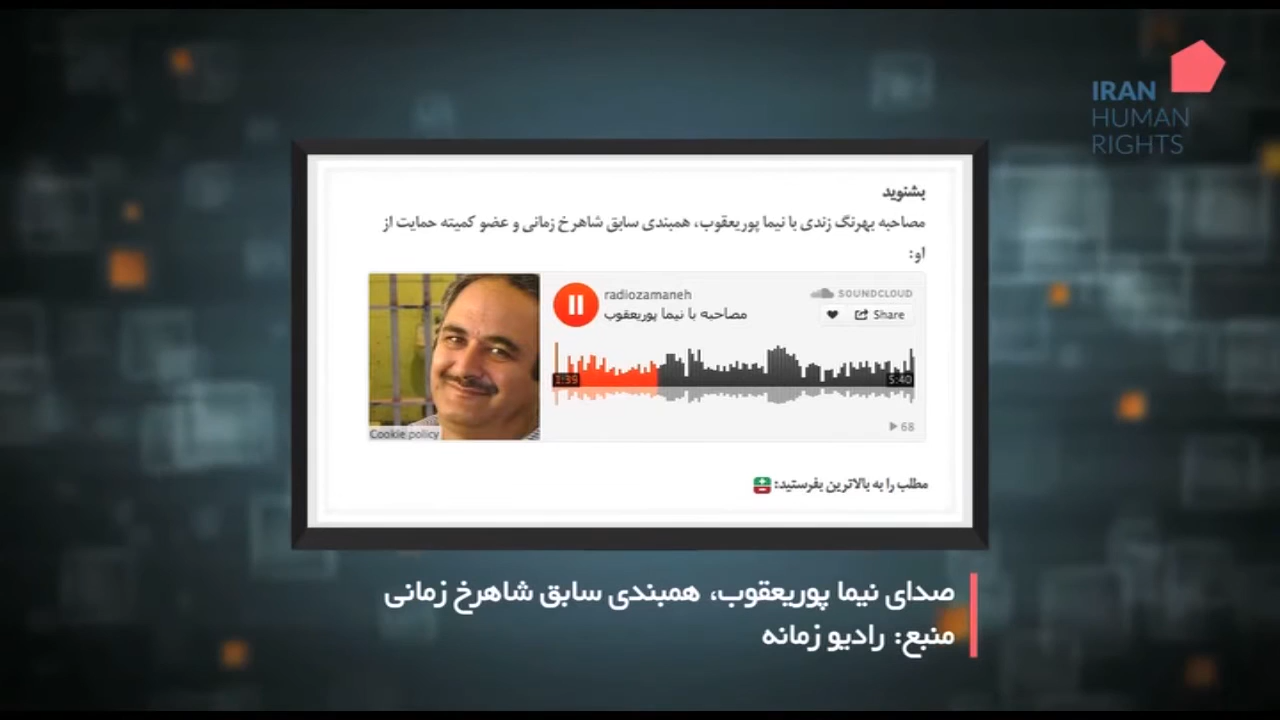 IRAN
HUMAN
RIGHTS
بشنوید
مصاحبه بهرنگ زندی با نیما پوریعقوب، همبندی سابق شاهرخ زمانی و عضو کمیته حمایت از
او:
radiozamaneh
SOUNDCLOUD
مصاحبه با نیما پوریعقوب
Share
1:39
5:40
Cookie policy
68
مطلب را به بالاترین بفرستید:
صدای نیما پوریعقوب، همبندی سابق شاهرخ زمانی
منبع: رادیو زمانه